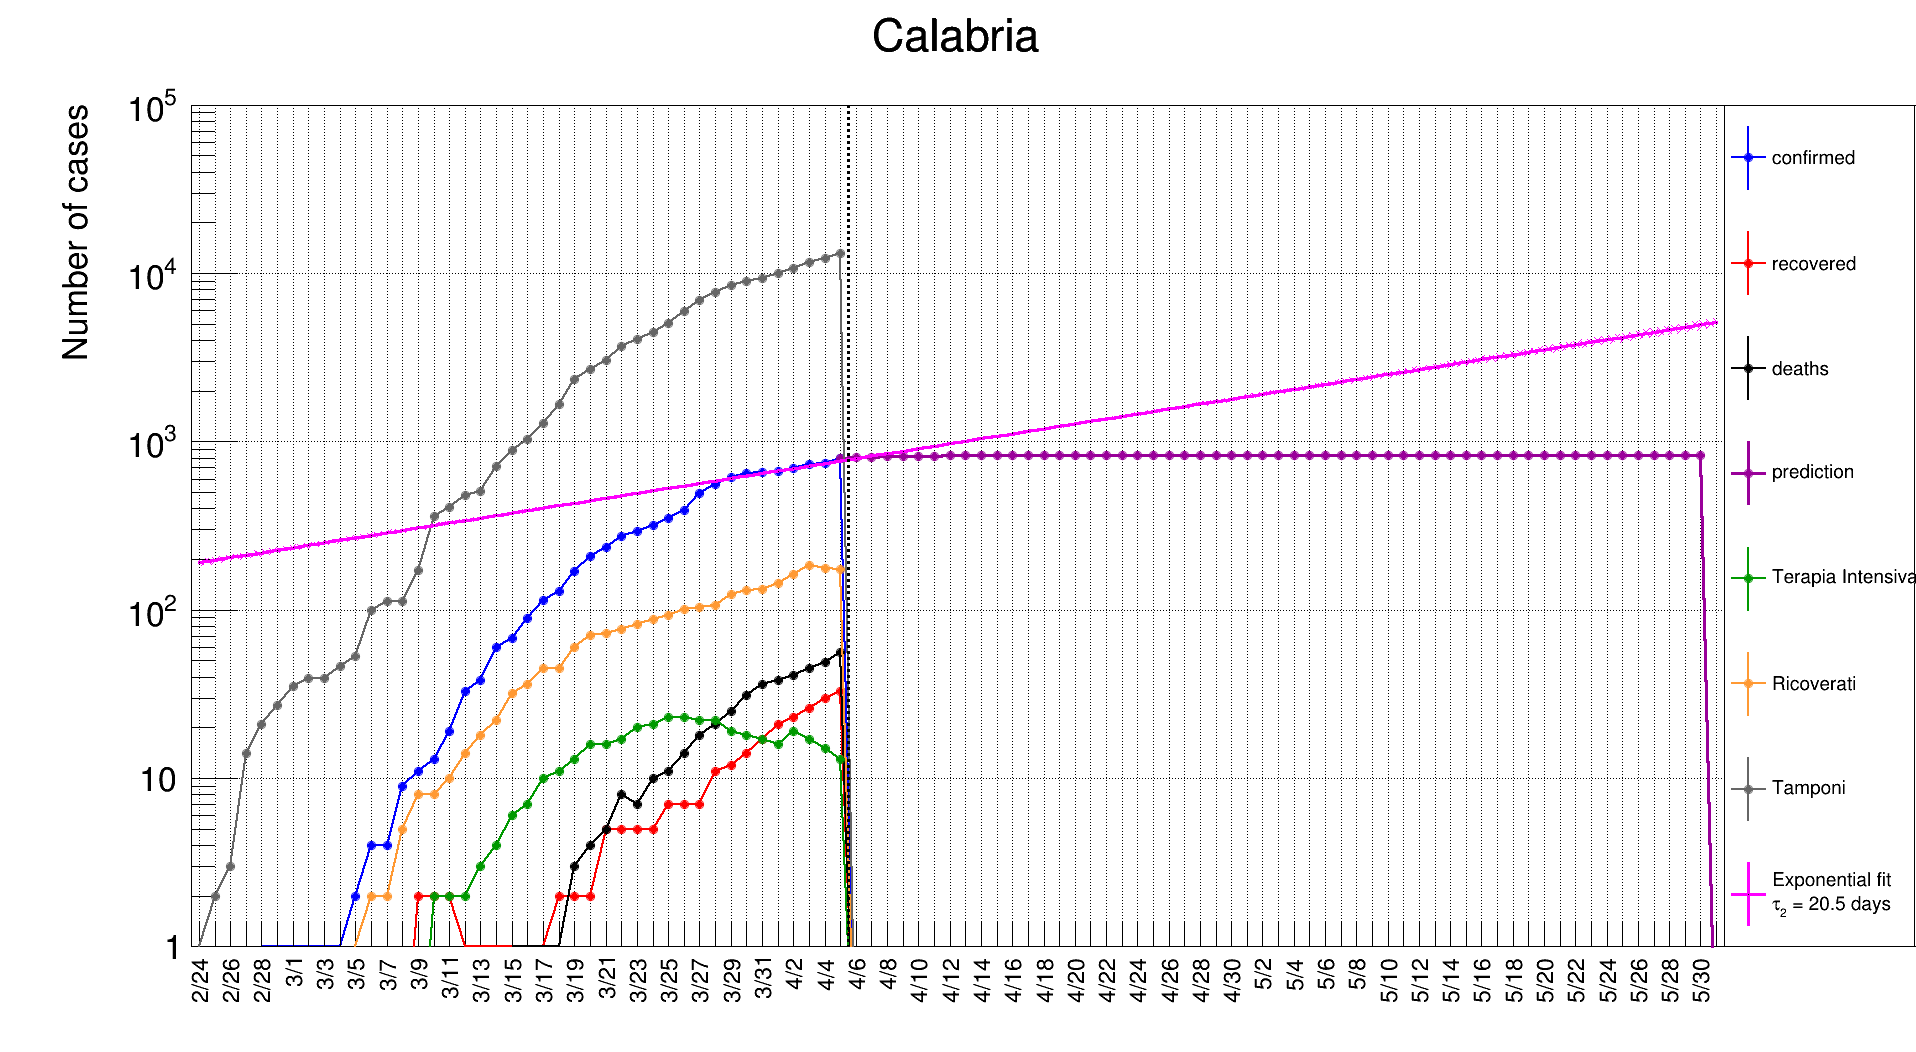 Calabria
Number of cases
10^5
10^4
10^3
10^2
10
1
2/24 2/26 2/28 3/1 3/3 3/5 3/7 3/9 3/11 3/13 3/15 3/17 3/19 3/21 3/23 3/25 3/27 3/29 3/31 4/2 4/4 4/6 4/8 4/10 4/12 4/14 4/16 4/18 4/20 4/22 4/24 4/26 4/28 4/30 5/2 5/4 5/6 5/8 5/10 5/12 5/14 5/16 5/18 5/20 5/22 5/24 5/26 5/28 5/30
confirmed
recovered
deaths
prediction
Terapia Intensiva
Ricoverati
Tamponi
Exponential fit
τ_2 = 20.5 days